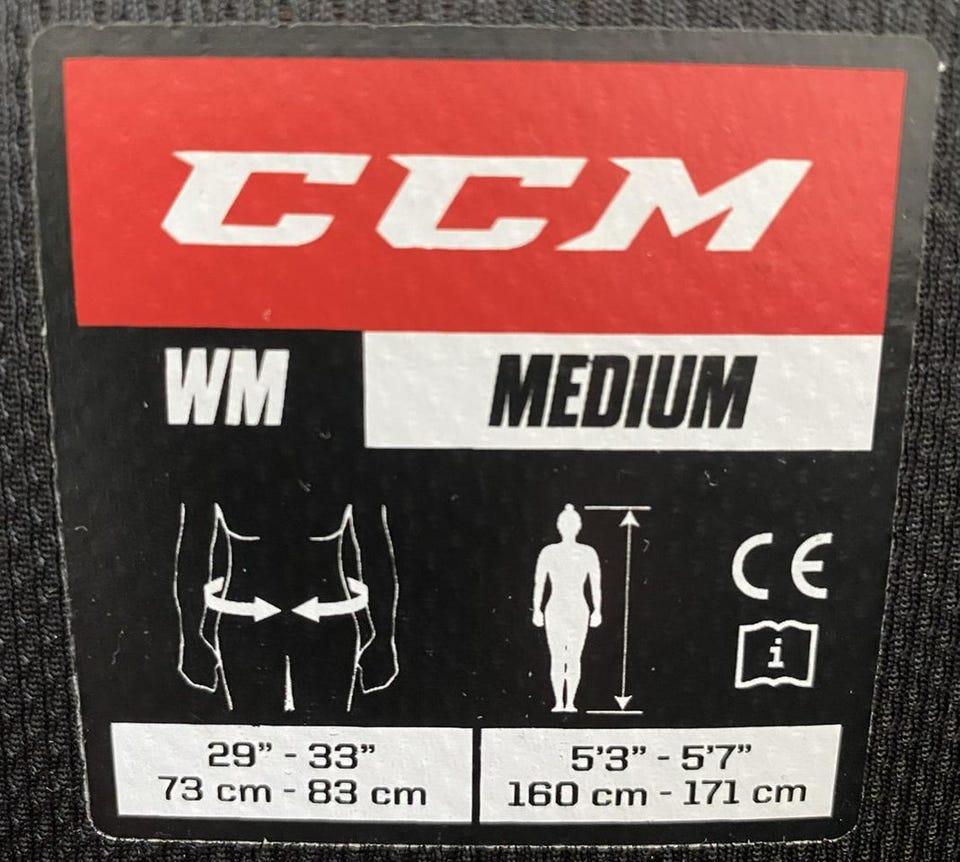 CCM
WM MEDIUM
CE
i
29” - 33”
73 cm - 83 cm
5’3” - 5’7”
160 cm - 171 cm